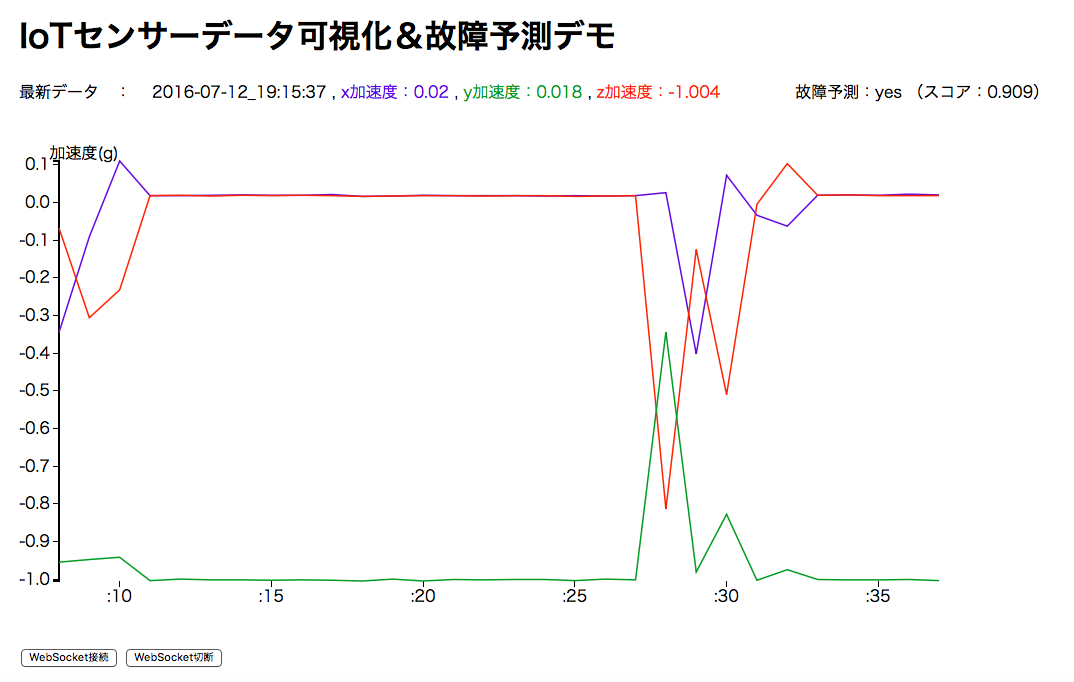 IoTセンサーデータ可視化＆故障予測デモ
最新データ ： 2016-07-12_19:15:37 , x加速度：0.02 , y加速度：0.018 , z加速度：-1.004 故障予測：yes （スコア：0.909）
加速度(g)
0.1
0.0
-0.1
-0.2
-0.3
-0.4
-0.5
-0.6
-0.7
-0.8
-0.9
-1.0
:10 :15 :20 :25 :30 :35
WebSocket接続 WebSocket切断